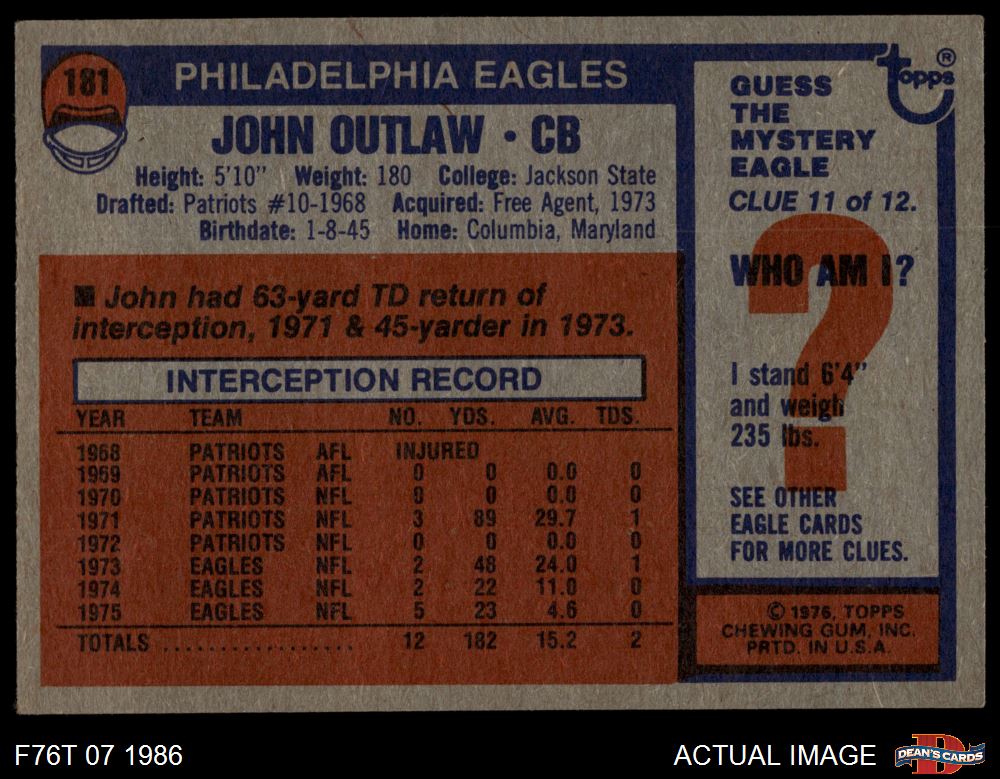 181
PHILADELPHIA EAGLES
JOHN OUTLAW • CB
Height: 5'10" Weight: 180 College: Jackson State
Drafted: Patriots #10-1968 Acquired: Free Agent, 1973
Birthdate: 1-8-45 Home: Columbia, Maryland
■ John had 63-yard TD return of
interception, 1971 & 45-yarder in 1973.
INTERCEPTION RECORD
YEAR TEAM NO. YDS. AVG. TDS.
1968 PATRIOTS AFL INJURED
1969 PATRIOTS AFL 0 0 0.0 0
1970 PATRIOTS NFL 0 0 0.0 0
1971 PATRIOTS NFL 3 89 29.7 1
1972 PATRIOTS NFL 0 0 0.0 0
1973 EAGLES NFL 2 48 24.0 1
1974 EAGLES NFL 2 22 11.0 0
1975 EAGLES NFL 5 23 4.6 0
TOTALS .................. 12 182 15.2 2
topps®
GUESS
THE
MYSTERY
EAGLE
CLUE 11 of 12.
WHO AM I?
?
I stand 6'4"
and weigh
235 lbs.
SEE OTHER
EAGLE CARDS
FOR MORE CLUES.
© 1976, TOPPS
CHEWING GUM, INC.
PRTD. IN U.S.A.
F76T 07 1986
ACTUAL IMAGE
DEAN'S CARDS